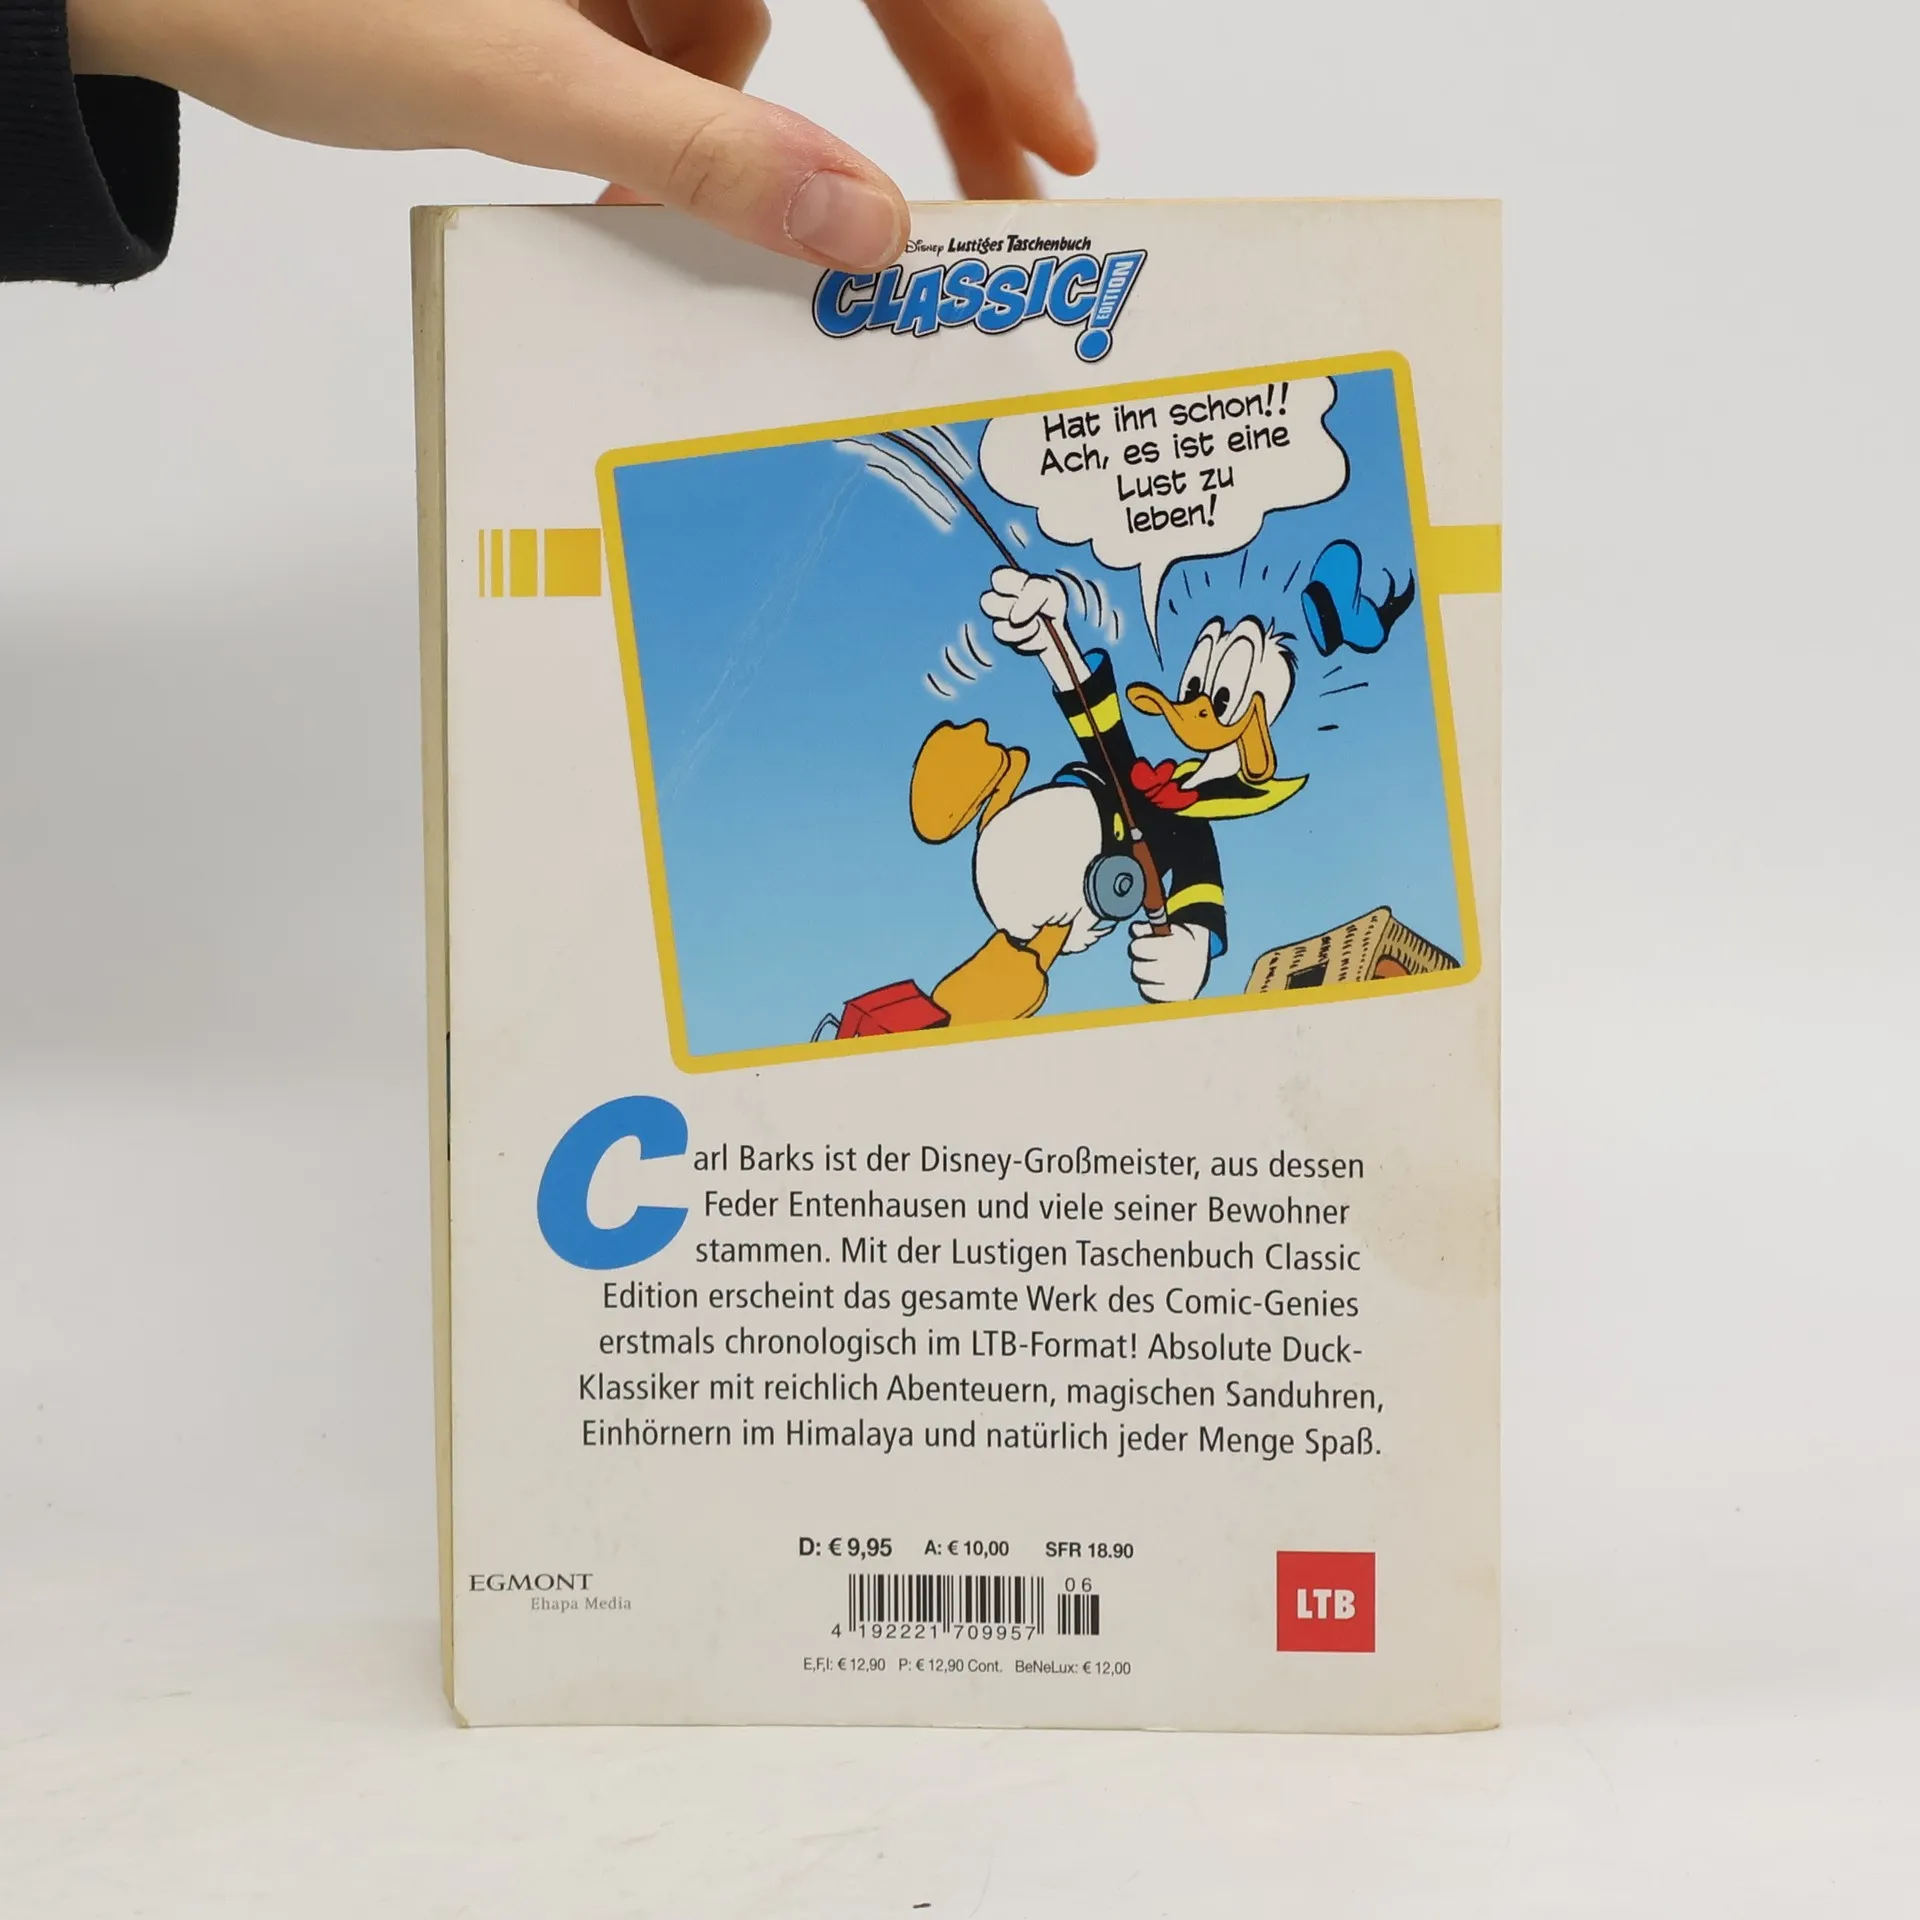 Disney Lustiges Taschenbuch
CLASSIC!
EDITION
Hat ihn schon!!
Ach, es ist eine
Lust zu
leben!
Carl Barks ist der Disney-Großmeister, aus dessen
Feder Entenhausen und viele seiner Bewohner
stammen. Mit der Lustigen Taschenbuch Classic
Edition erscheint das gesamte Werk des Comic-Genies
erstmals chronologisch im LTB-Format! Absolute Duck-
Klassiker mit reichlich Abenteuern, magischen Sanduhren,
Einhörnern im Himalaya und natürlich jeder Menge Spaß.
D: € 9,95 A: € 10,00 SFR 18.90
EGMONT
Ehapa Media
06
4 192221 709957
LTB
E,F,I: € 12,90 P: € 12,90 Cont. BeNeLux: € 12,00